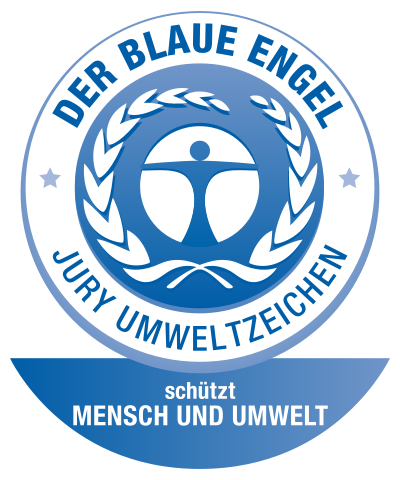 DER BLAUE ENGEL
JURY UMWELTZEICHEN
schützt
MENSCH UND UMWELT